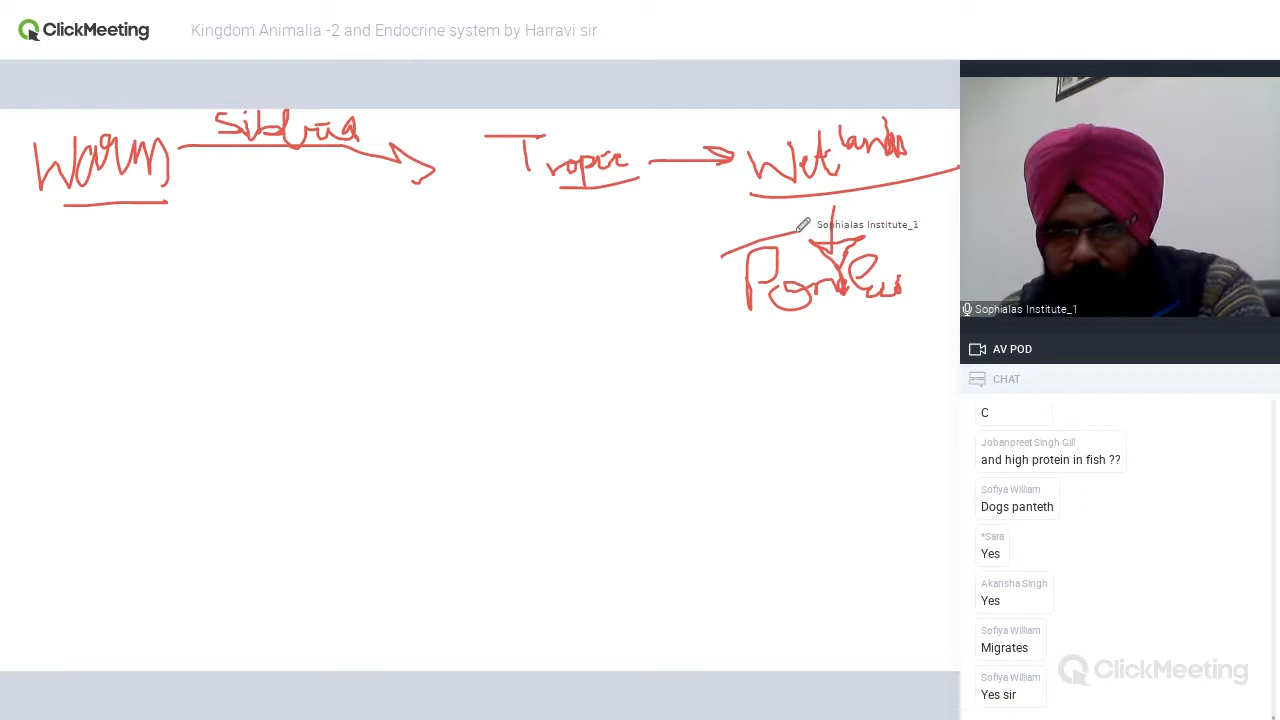 ClickMeeting
Kingdom Animalia -2 and Endocrine system by Harravi sir
Warm
Tropic
Wetlands
Sophialas Institute_1
Sophialas Institute_1
AV POD
CHAT
C
Jobanpreet Singh Gill
and high protein in fish ??
Sofiya William
Dogs panteth
*Sara
Yes
Akansha Singh
Yes
Sofiya William
Migrates
Sofiya William
Yes sir
ClickMeeting